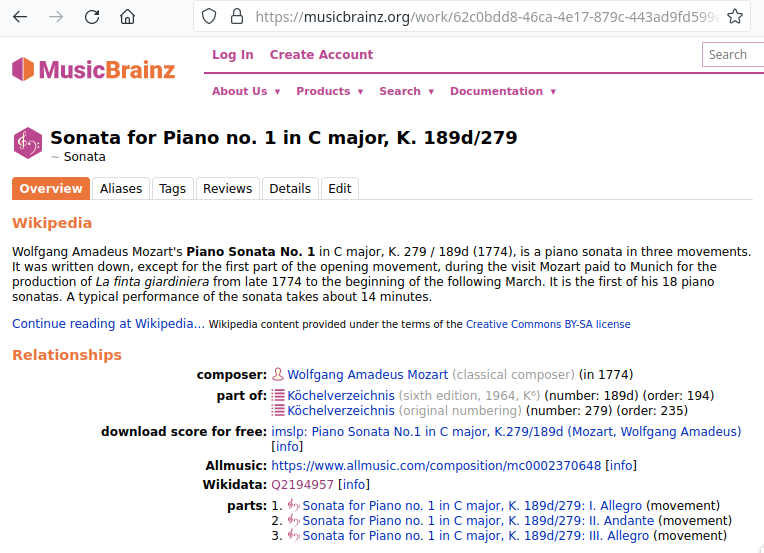 https://musicbrainz.org/work/62c0bdd8-46ca-4e17-879c-443ad9fd599
MusicBrainz
Log In Create Account
Search
About Us ▾ Products ▾ Search ▾ Documentation ▾
Sonata for Piano no. 1 in C major, K. 189d/279
~ Sonata
Overview Aliases Tags Reviews Details Edit
Wikipedia
Wolfgang Amadeus Mozart's Piano Sonata No. 1 in C major, K. 279 / 189d (1774), is a piano sonata in three movements.
It was written down, except for the first part of the opening movement, during the visit Mozart paid to Munich for the
production of La finta giardiniera from late 1774 to the beginning of the following March. It is the first of his 18 piano
sonatas. A typical performance of the sonata takes about 14 minutes.
Continue reading at Wikipedia... Wikipedia content provided under the terms of the Creative Commons BY-SA license
Relationships
composer: Wolfgang Amadeus Mozart (classical composer) (in 1774)
part of: Köchelverzeichnis (sixth edition, 1964, K⁶) (number: 189d) (order: 194)
Köchelverzeichnis (original numbering) (number: 279) (order: 235)
download score for free: imslp: Piano Sonata No.1 in C major, K.279/189d (Mozart, Wolfgang Amadeus)
[info]
Allmusic: https://www.allmusic.com/composition/mc0002370648 [info]
Wikidata: Q2194957 [info]
parts: 1. Sonata for Piano no. 1 in C major, K. 189d/279: I. Allegro (movement)
2. Sonata for Piano no. 1 in C major, K. 189d/279: II. Andante (movement)
3. Sonata for Piano no. 1 in C major, K. 189d/279: III. Allegro (movement)